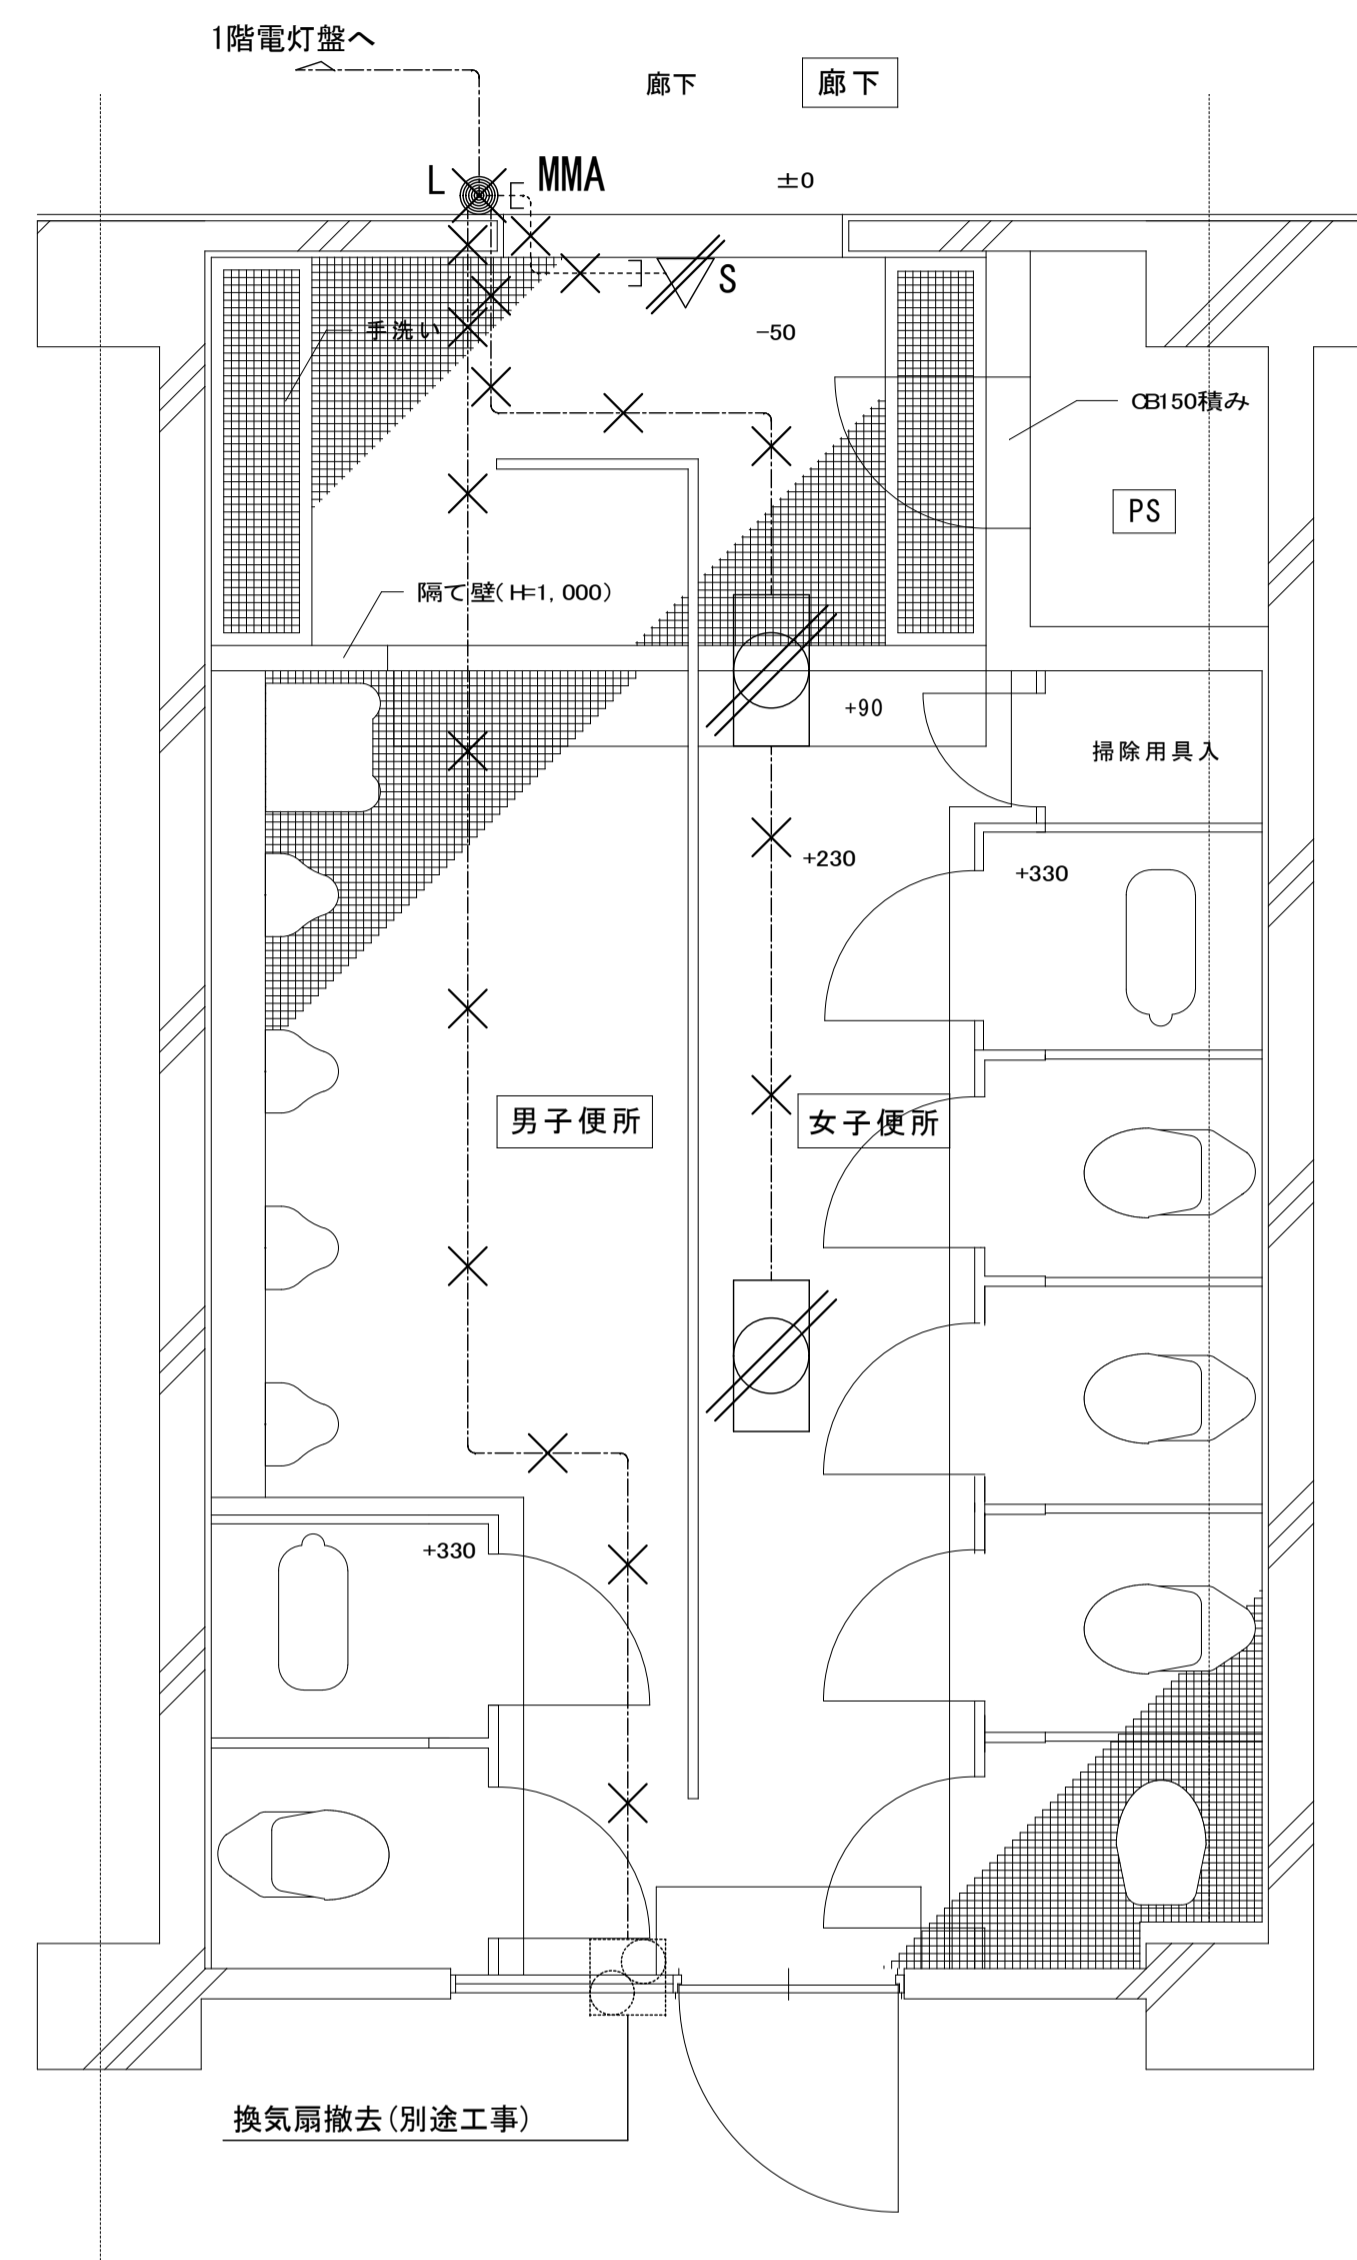 1階電灯盤へ
廊下
廊下
L
MMA
±0
S
-50
手洗い
CB150積み
PS
隔て壁(H=1,000)
+90
掃除用具入
+230
+330
男子便所
女子便所
+330
換気扇撤去(別途工事)